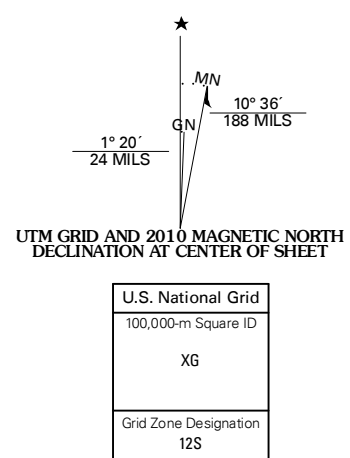 ★
MN
10° 36´
188 MILS
GN
1° 20´
24 MILS
UTM GRID AND 2010 MAGNETIC NORTH
DECLINATION AT CENTER OF SHEET
U.S. National Grid
100,000-m Square ID
XG
Grid Zone Designation
12S